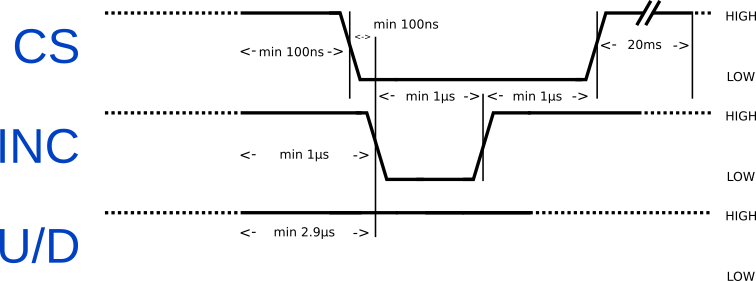 min 100ns
HIGH
CS
<- min 100ns ->
<->
<- 20ms ->
LOW
<- min 1µs ->
<- min 1µs ->
HIGH
INC
<- min 1µs ->
LOW
HIGH
U/D
<- min 2.9µs ->
LOW